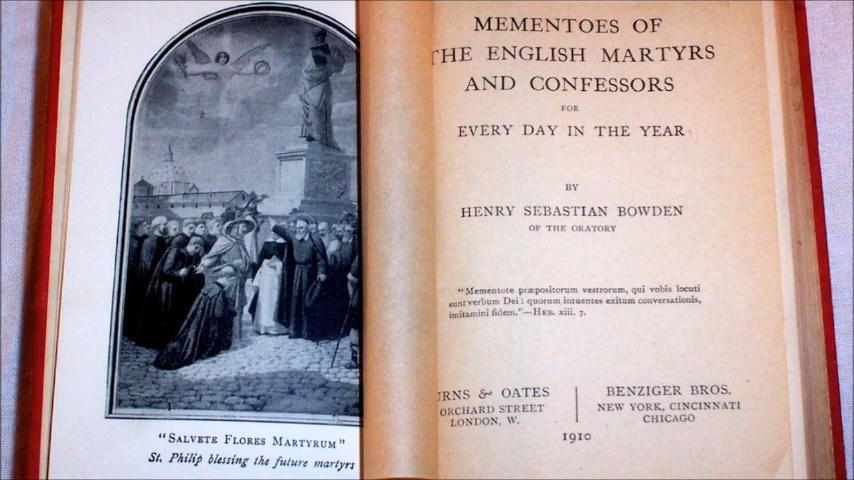 "Salvete Flores Martyrum"
St. Philip blessing the future martyrs
MEMENTOES OF
THE ENGLISH MARTYRS
AND CONFESSORS
FOR
EVERY DAY IN THE YEAR
BY
HENRY SEBASTIAN BOWDEN
OF THE ORATORY
"Mementote præpositorum vestrorum, qui vobis locuti
sunt verbum Dei : quorum intuentes exitum conversationis,
imitamini fidem."—Heb. xiii. 7.
RNS & OATES
ORCHARD STREET
LONDON, W.
BENZIGER BROS.
NEW YORK, CINCINNATI
CHICAGO
1910